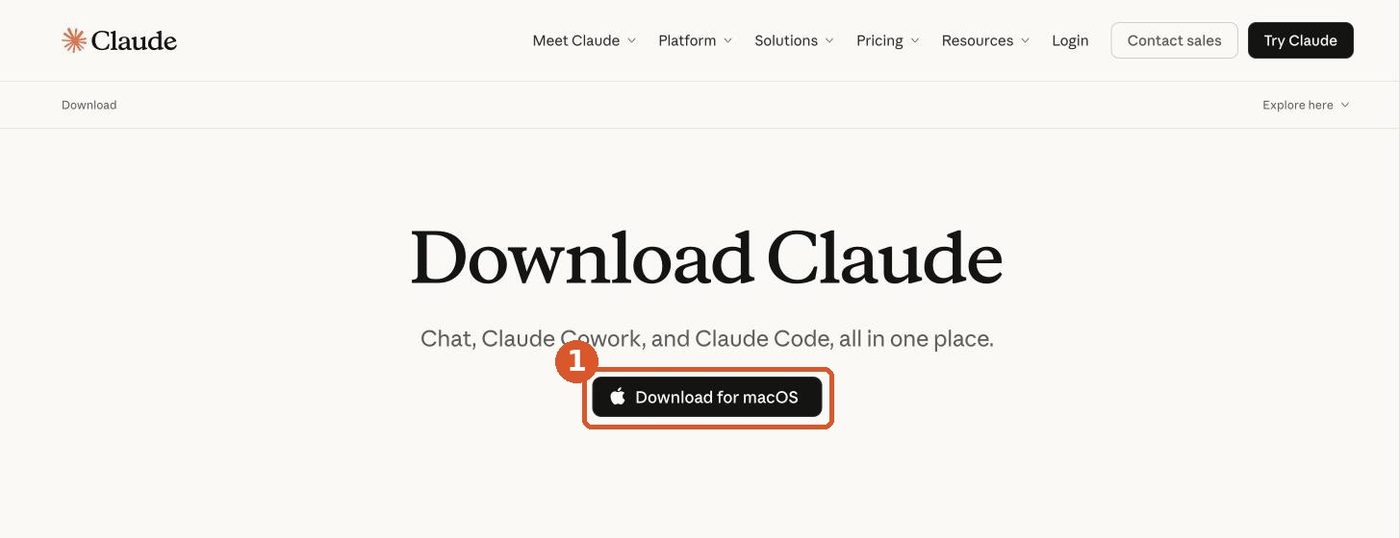 Claude
Meet Claude Platform Solutions Pricing Resources Login Contact sales Try Claude
Download Explore here
Download Claude
Chat, Claude Cowork, and Claude Code, all in one place.
1
Download for macOS